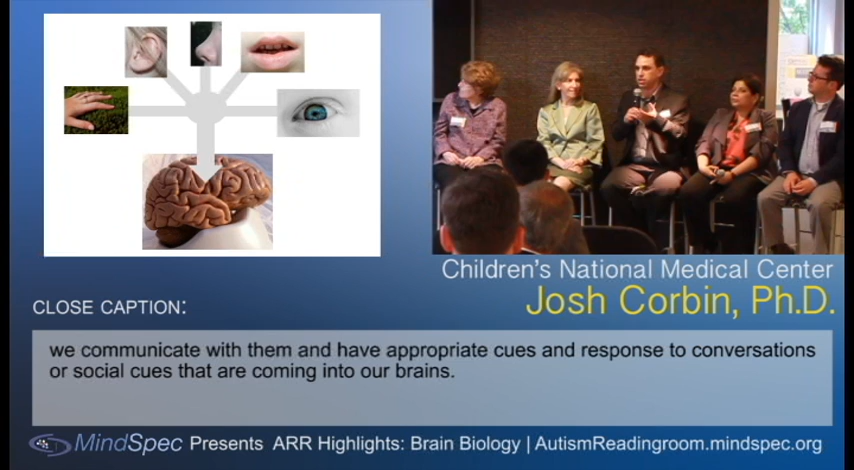 Children's National Medical Center
Josh Corbin, Ph.D.
CLOSE CAPTION:
we communicate with them and have appropriate cues and response to conversations
or social cues that are coming into our brains.
MindSpec Presents ARR Highlights: Brain Biology | AutismReadingroom.mindspec.org